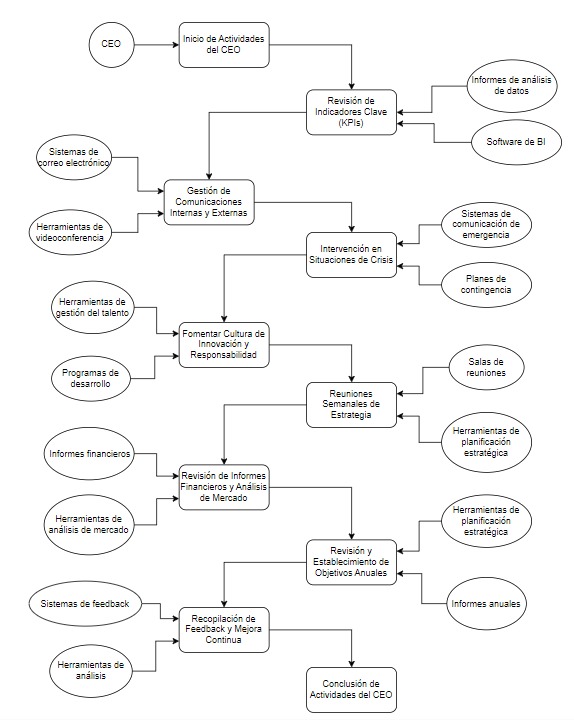 CEO
Inicio de Actividades
del CEO
Revisión de
Indicadores Clave
(KPIs)
Informes de análisis
de datos
Software de BI
Sistemas de
correo electrónico
Herramientas de
videoconferencia
Gestión de
Comunicaciones
Internas y Externas
Sistemas de
comunicación de
emergencia
Intervención en
Situaciones de Crisis
Planes de
contingencia
Herramientas de
gestión del talento
Programas de
desarrollo
Fomentar Cultura de
Innovación y
Responsabilidad
Salas de
reuniones
Reuniones
Semanales de
Estrategia
Herramientas de
planificación
estratégica
Informes financieros
Herramientas de
análisis de mercado
Revisión de Informes
Financieros y Análisis
de Mercado
Herramientas de
planificación
estratégica
Revisión y
Establecimiento de
Objetivos Anuales
Informes anuales
Sistemas de feedback
Herramientas de
análisis
Recopilación de
Feedback y Mejora
Continua
Conclusión de
Actividades del CEO